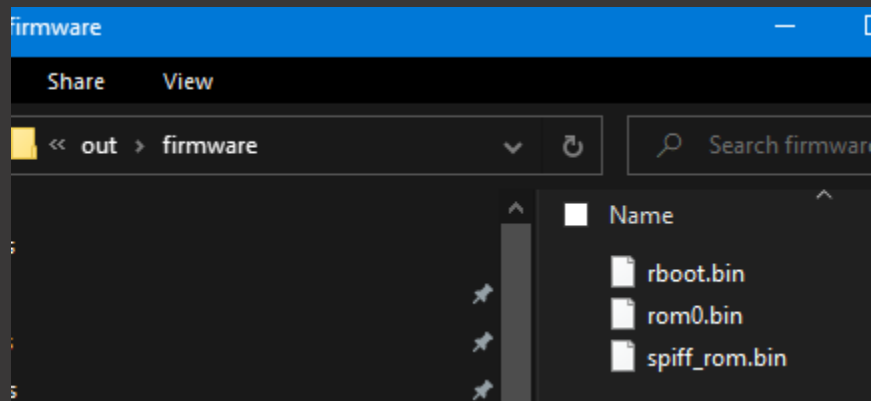 firmware
Share View
« out › firmware
Search firmware
Name
rboot.bin
rom0.bin
spiff_rom.bin